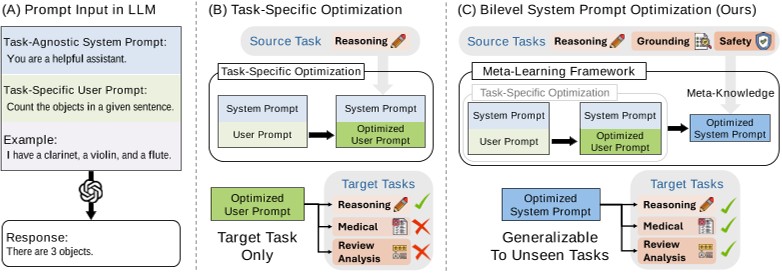 (A) Prompt Input in LLM
Task-Agnostic System Prompt:
You are a helpful assistant.
Task-Specific User Prompt:
Count the objects in a given sentence.
Example:
I have a clarinet, a violin, and a flute.
Response:
There are 3 objects.
(B) Task-Specific Optimization
Source Task Reasoning
Task-Specific Optimization
System Prompt System Prompt
User Prompt Optimized
User Prompt
Optimized
User Prompt
Target Task
Only
Target Tasks
Reasoning
Medical
Review
Analysis
(C) Bilevel System Prompt Optimization (Ours)
Source Tasks Reasoning Grounding Safety
Meta-Learning Framework
Meta-Knowledge
Task-Specific Optimization
System Prompt System Prompt
User Prompt Optimized
User Prompt
Optimized
System Prompt
Optimized
System Prompt
Generalizable
To Unseen Tasks
Target Tasks
Reasoning
Medical
Review
Analysis